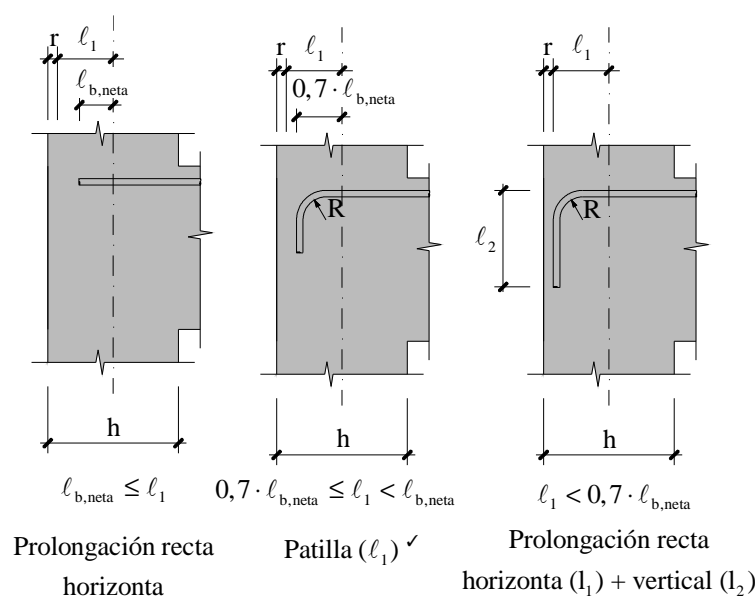 r ℓ1
ℓb,neta
h
ℓb,neta ≤ ℓ1
Prolongación recta
horizonta
r ℓ1
0,7·ℓb,neta
R
h
0,7·ℓb,neta ≤ ℓ1 < ℓb,neta
Patilla (ℓ1) ✓
r ℓ1
R
ℓ2
h
ℓ1 < 0,7·ℓb,neta
Prolongación recta
horizonta (l1) + vertical (l2)